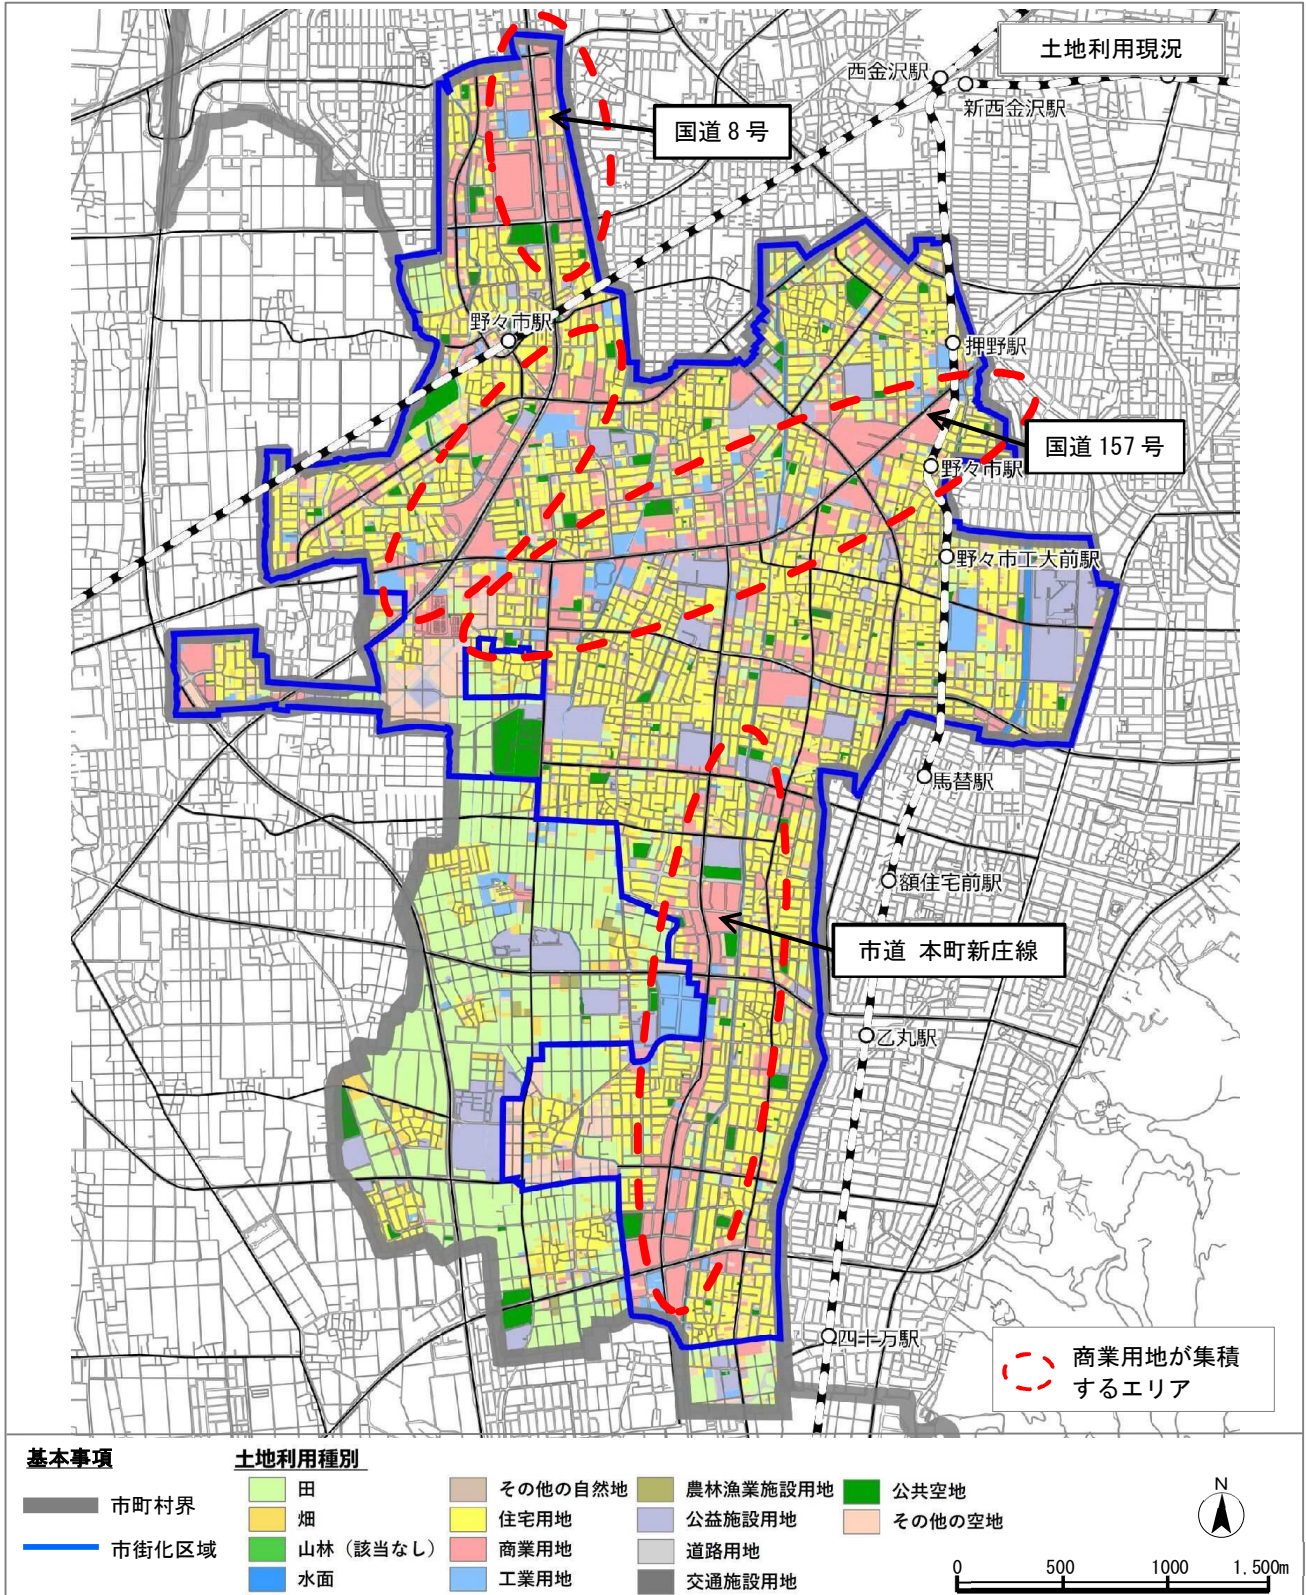 土地利用現況
西金沢駅
新西金沢駅
国道8号
野々市駅
押野駅
国道157号
野々市駅
野々市工大前駅
馬替駅
額住宅前駅
市道 本町新庄線
乙丸駅
四十万駅
商業用地が集積
するエリア
基本事項
市町村界
市街化区域
土地利用種別
田
畑
山林（該当なし）
水面
その他の自然地
住宅用地
商業用地
工業用地
農林漁業施設用地
公益施設用地
道路用地
交通施設用地
公共空地
その他の空地
N
0 500 1000 1,500m